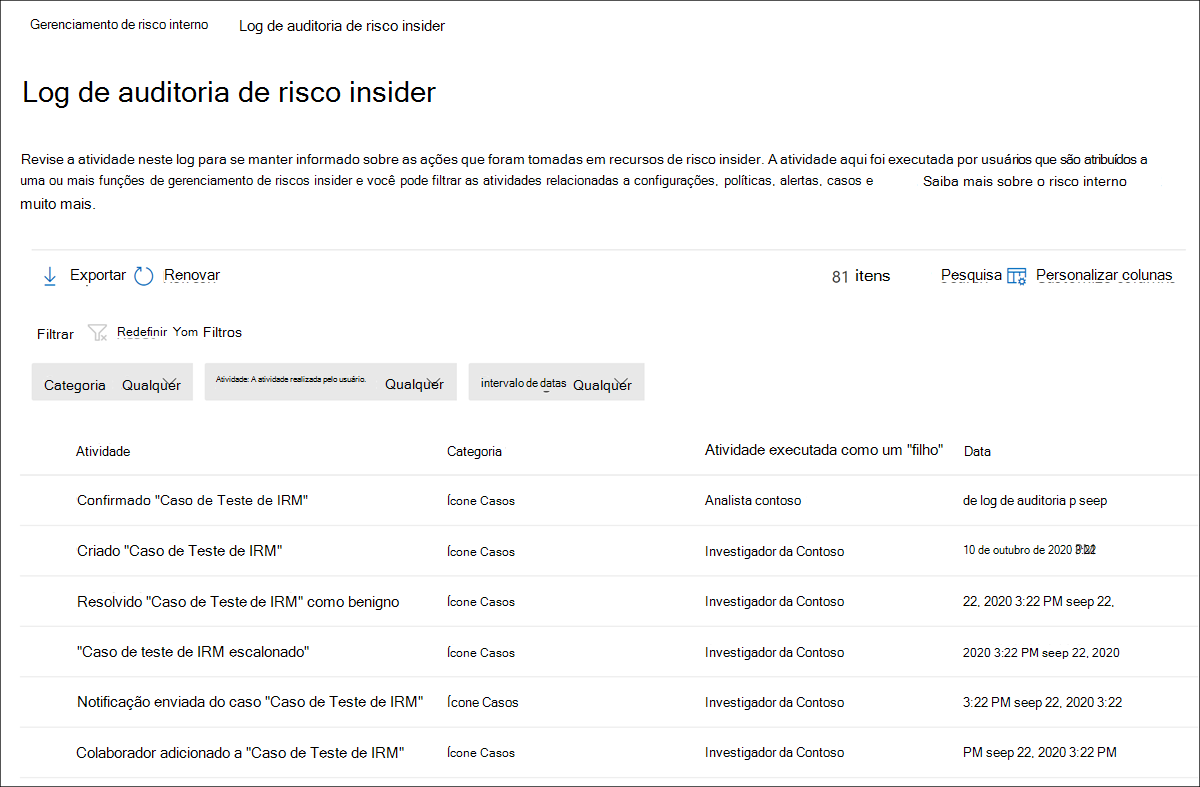 Gerenciamento de risco interno Log de auditoria de risco insider
Log de auditoria de risco insider
Revise a atividade neste log para se manter informado sobre as ações que foram tomadas em recursos de risco insider. A atividade aqui foi executada por usuários que são atribuídos a
uma ou mais funções de gerenciamento de riscos insider e você pode filtrar as atividades relacionadas a configurações, políticas, alertas, casos e Saiba mais sobre o risco interno
muito mais.
Exportar Renovar 81 itens Pesquisa Personalizar colunas
Filtrar Redefinir Yom Filtros
Categoria Qualquer Atividade: A atividade realizada pelo usuário. Qualquer intervalo de datas Qualquer
Atividade Categoria Atividade executada como um "filho" Data
Confirmado "Caso de Teste de IRM" Ícone Casos Analista contoso de log de auditoria p seep
Criado "Caso de Teste de IRM" Ícone Casos Investigador da Contoso 10 de outubro de 2020
Resolvido "Caso de Teste de IRM" como benigno Ícone Casos Investigador da Contoso 22, 2020 3:22 PM seep 22,
"Caso de teste de IRM escalonado" Ícone Casos Investigador da Contoso 2020 3:22 PM seep 22, 2020
Notificação enviada do caso "Caso de Teste de IRM" Ícone Casos Investigador da Contoso 3:22 PM seep 22, 2020 3:22
Colaborador adicionado a "Caso de Teste de IRM" Ícone Casos Investigador da Contoso PM seep 22, 2020 3:22 PM